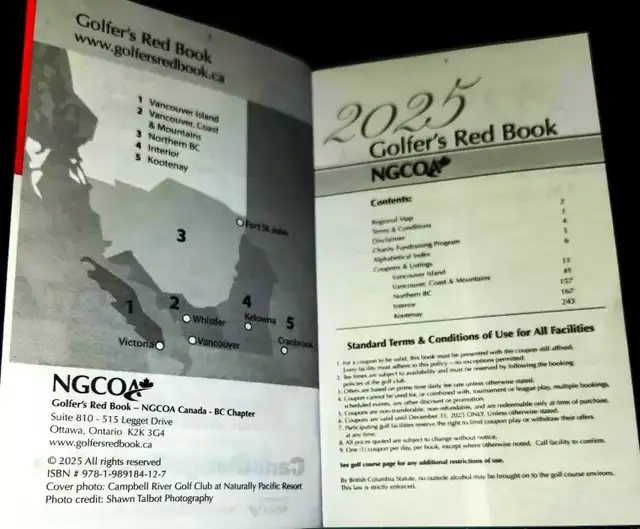 Golfer's Red Book
www.golfersredbook.ca
1 Vancouver Island
2 Vancouver, Coast
& Mountains
3 Northern BC
4 Interior
5 Kootenay
Fort St. John
3
1
2
4
5
Whistler
Kelowna
Victoria
Vancouver
Cranbrook
NGCOA
Golfer's Red Book – NGCOA Canada - BC Chapter
Suite 810 - 515 Legget Drive
Ottawa, Ontario K2K 3G4
www.golfersredbook.ca
© 2025 All rights reserved
ISBN # 978-1-989184-12-7
Cover photo: Campbell River Golf Club at Naturally Pacific Resort
Photo credit: Shawn Talbot Photography
2025
Golfer's Red Book
NGCOA
Contents:
Regional Map 2
Terms & Conditions 3
Disclaimer 4
Charity Fundraising Program 5
Alphabetical Index 6
Coupons & Listings
Vancouver Island 11
Vancouver, Coast & Mountains 41
Northern BC 157
Interior 167
Kootenay 243
Standard Terms & Conditions of Use for All Facilities
1. For a coupon to be valid, this book must be presented with the coupon still affixed.
Every facility must adhere to this policy – no exceptions permitted.
2. Tee times are subject to availability and must be reserved by following the booking
policies of the golf club.
3. Offers are based on prime time daily fee rate unless otherwise stated.
4. Coupon cannot be used for, or combined with, tournament or league play, multiple bookings,
scheduled events, any other discount or promotion.
5. Coupons are non-transferable, non-refundable, and are redeemable only at time of purchase.
6. Coupons are valid until December 31, 2025 ONLY. Unless otherwise stated.
7. Participating golf facilities reserve the right to limit coupon play or withdraw their offers
at any time.
8. All prices quoted are subject to change without notice.
9. One (1) coupon per day, per book, except where otherwise noted. Call facility to confirm.
See golf course page for any additional restrictions of use.
By British Columbia Statute, no outside alcohol may be brought on to the golf course environs.
This law is strictly enforced.